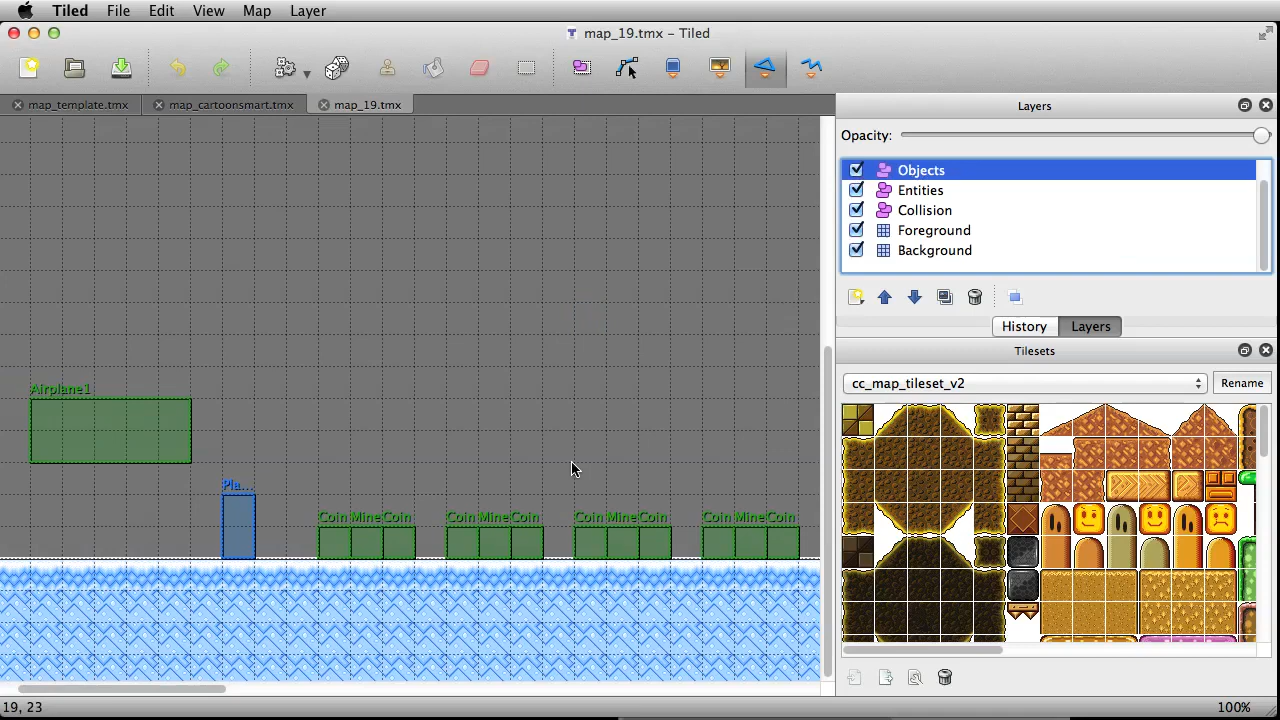 Tiled File Edit View Map Layer
map_19.tmx – Tiled
map_template.tmx map_cartoonsmart.tmx map_19.tmx
Layers
Opacity:
Objects
Entities
Collision
Foreground
Background
History Layers
Tilesets
cc_map_tileset_v2 Rename
Airplane1
Pla...
Coin Mine Coin Coin Mine Coin Coin Mine Coin Coin Mine Coin
19, 23 100%